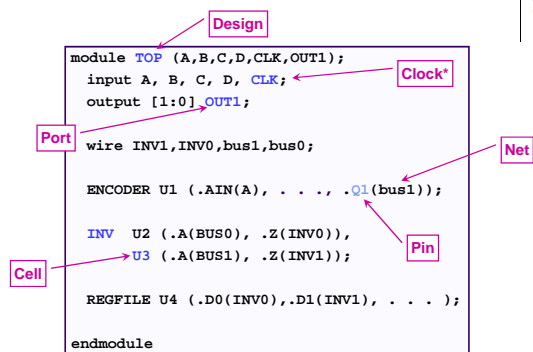 Design
module TOP (A,B,C,D,CLK,OUT1);
input A, B, C, D, CLK;
Clock*
output [1:0] OUT1;
Port
wire INV1,INV0,bus1,bus0;
Net
ENCODER U1 (.AIN(A), . . ., .Q1(bus1));
INV U2 (.A(BUS0), .Z(INV0)),
Pin
U3 (.A(BUS1), .Z(INV1));
Cell
REGFILE U4 (.D0(INV0),.D1(INV1), . . . );
endmodule